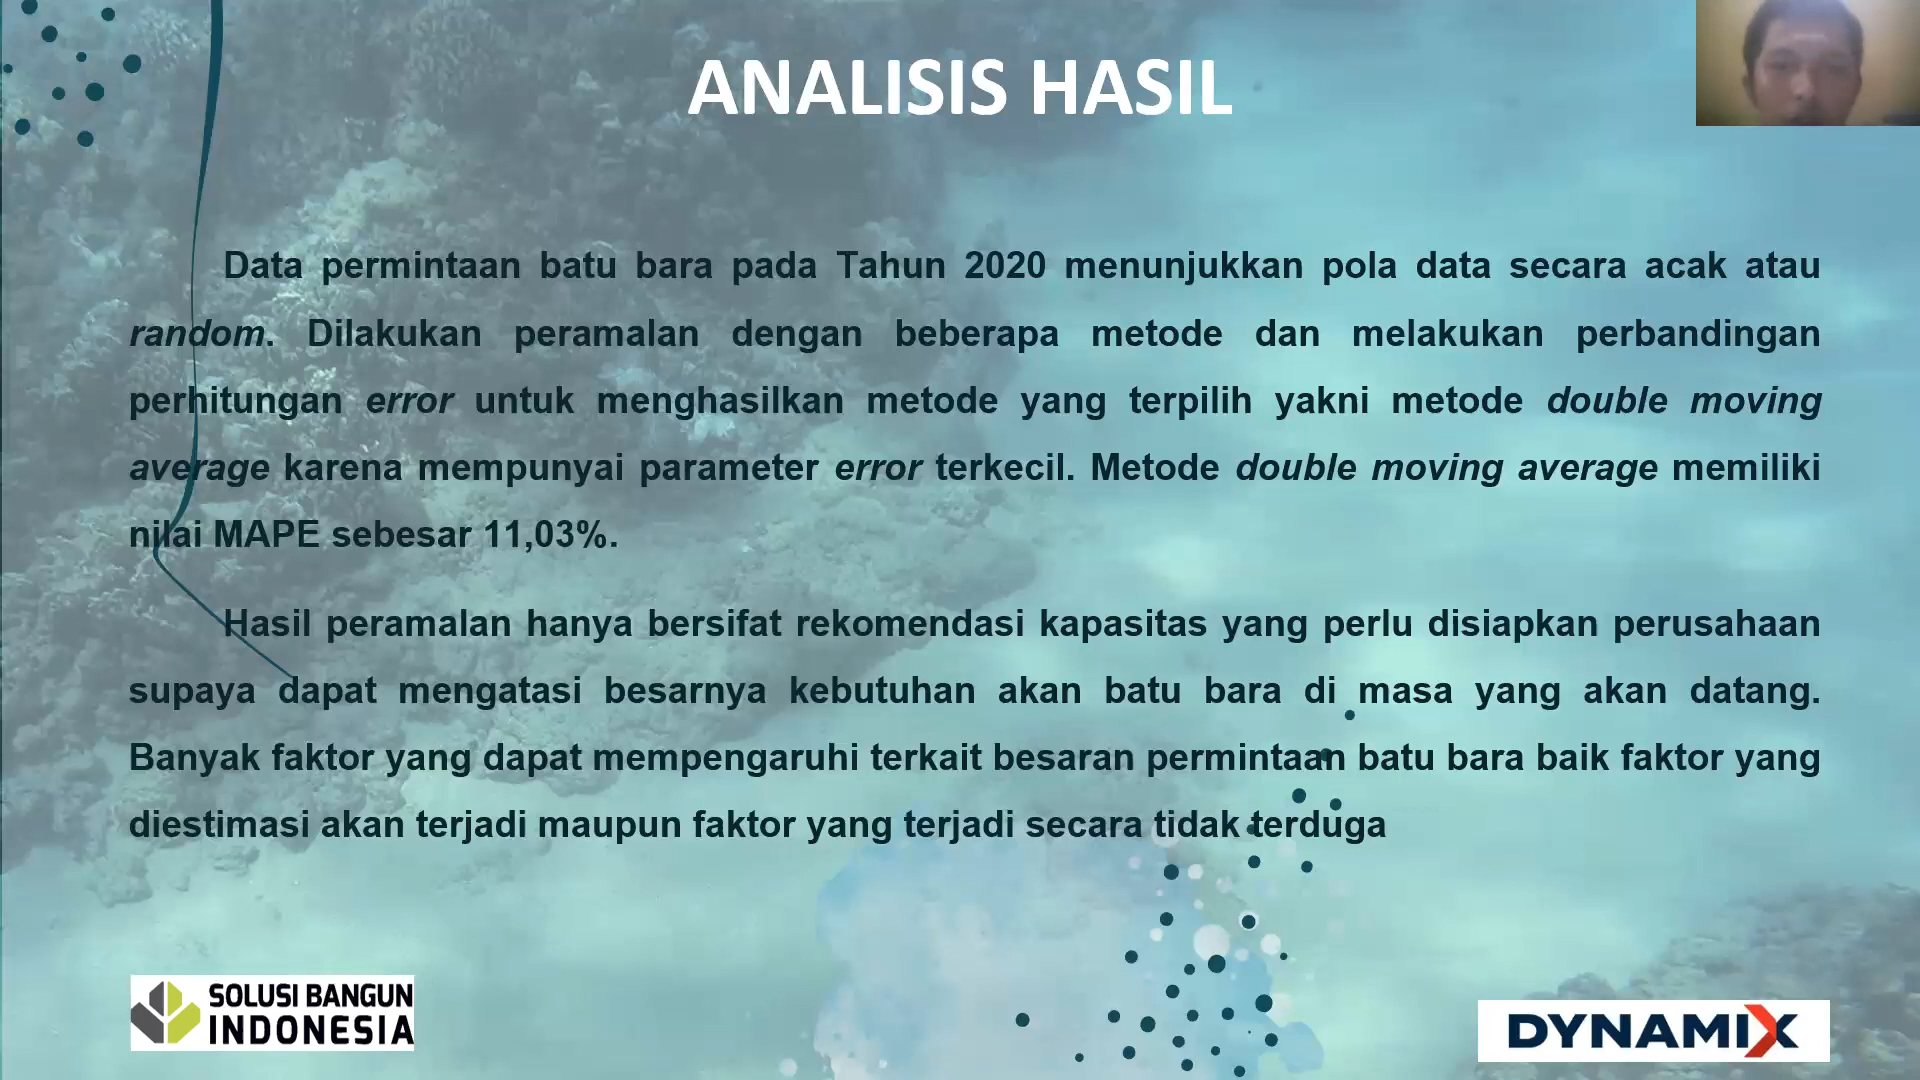 ANALISIS HASIL
Data permintaan batu bara pada Tahun 2020 menunjukkan pola data secara acak atau
random. Dilakukan peramalan dengan beberapa metode dan melakukan perbandingan
perhitungan error untuk menghasilkan metode yang terpilih yakni metode double moving
average karena mempunyai parameter error terkecil. Metode double moving average memiliki
nilai MAPE sebesar 11,03%.
Hasil peramalan hanya bersifat rekomendasi kapasitas yang perlu disiapkan perusahaan
supaya dapat mengatasi besarnya kebutuhan akan batu bara di masa yang akan datang.
Banyak faktor yang dapat mempengaruhi terkait besaran permintaan batu bara baik faktor yang
diestimasi akan terjadi maupun faktor yang terjadi secara tidak terduga
SOLUSI BANGUN
INDONESIA
DYNAMIX